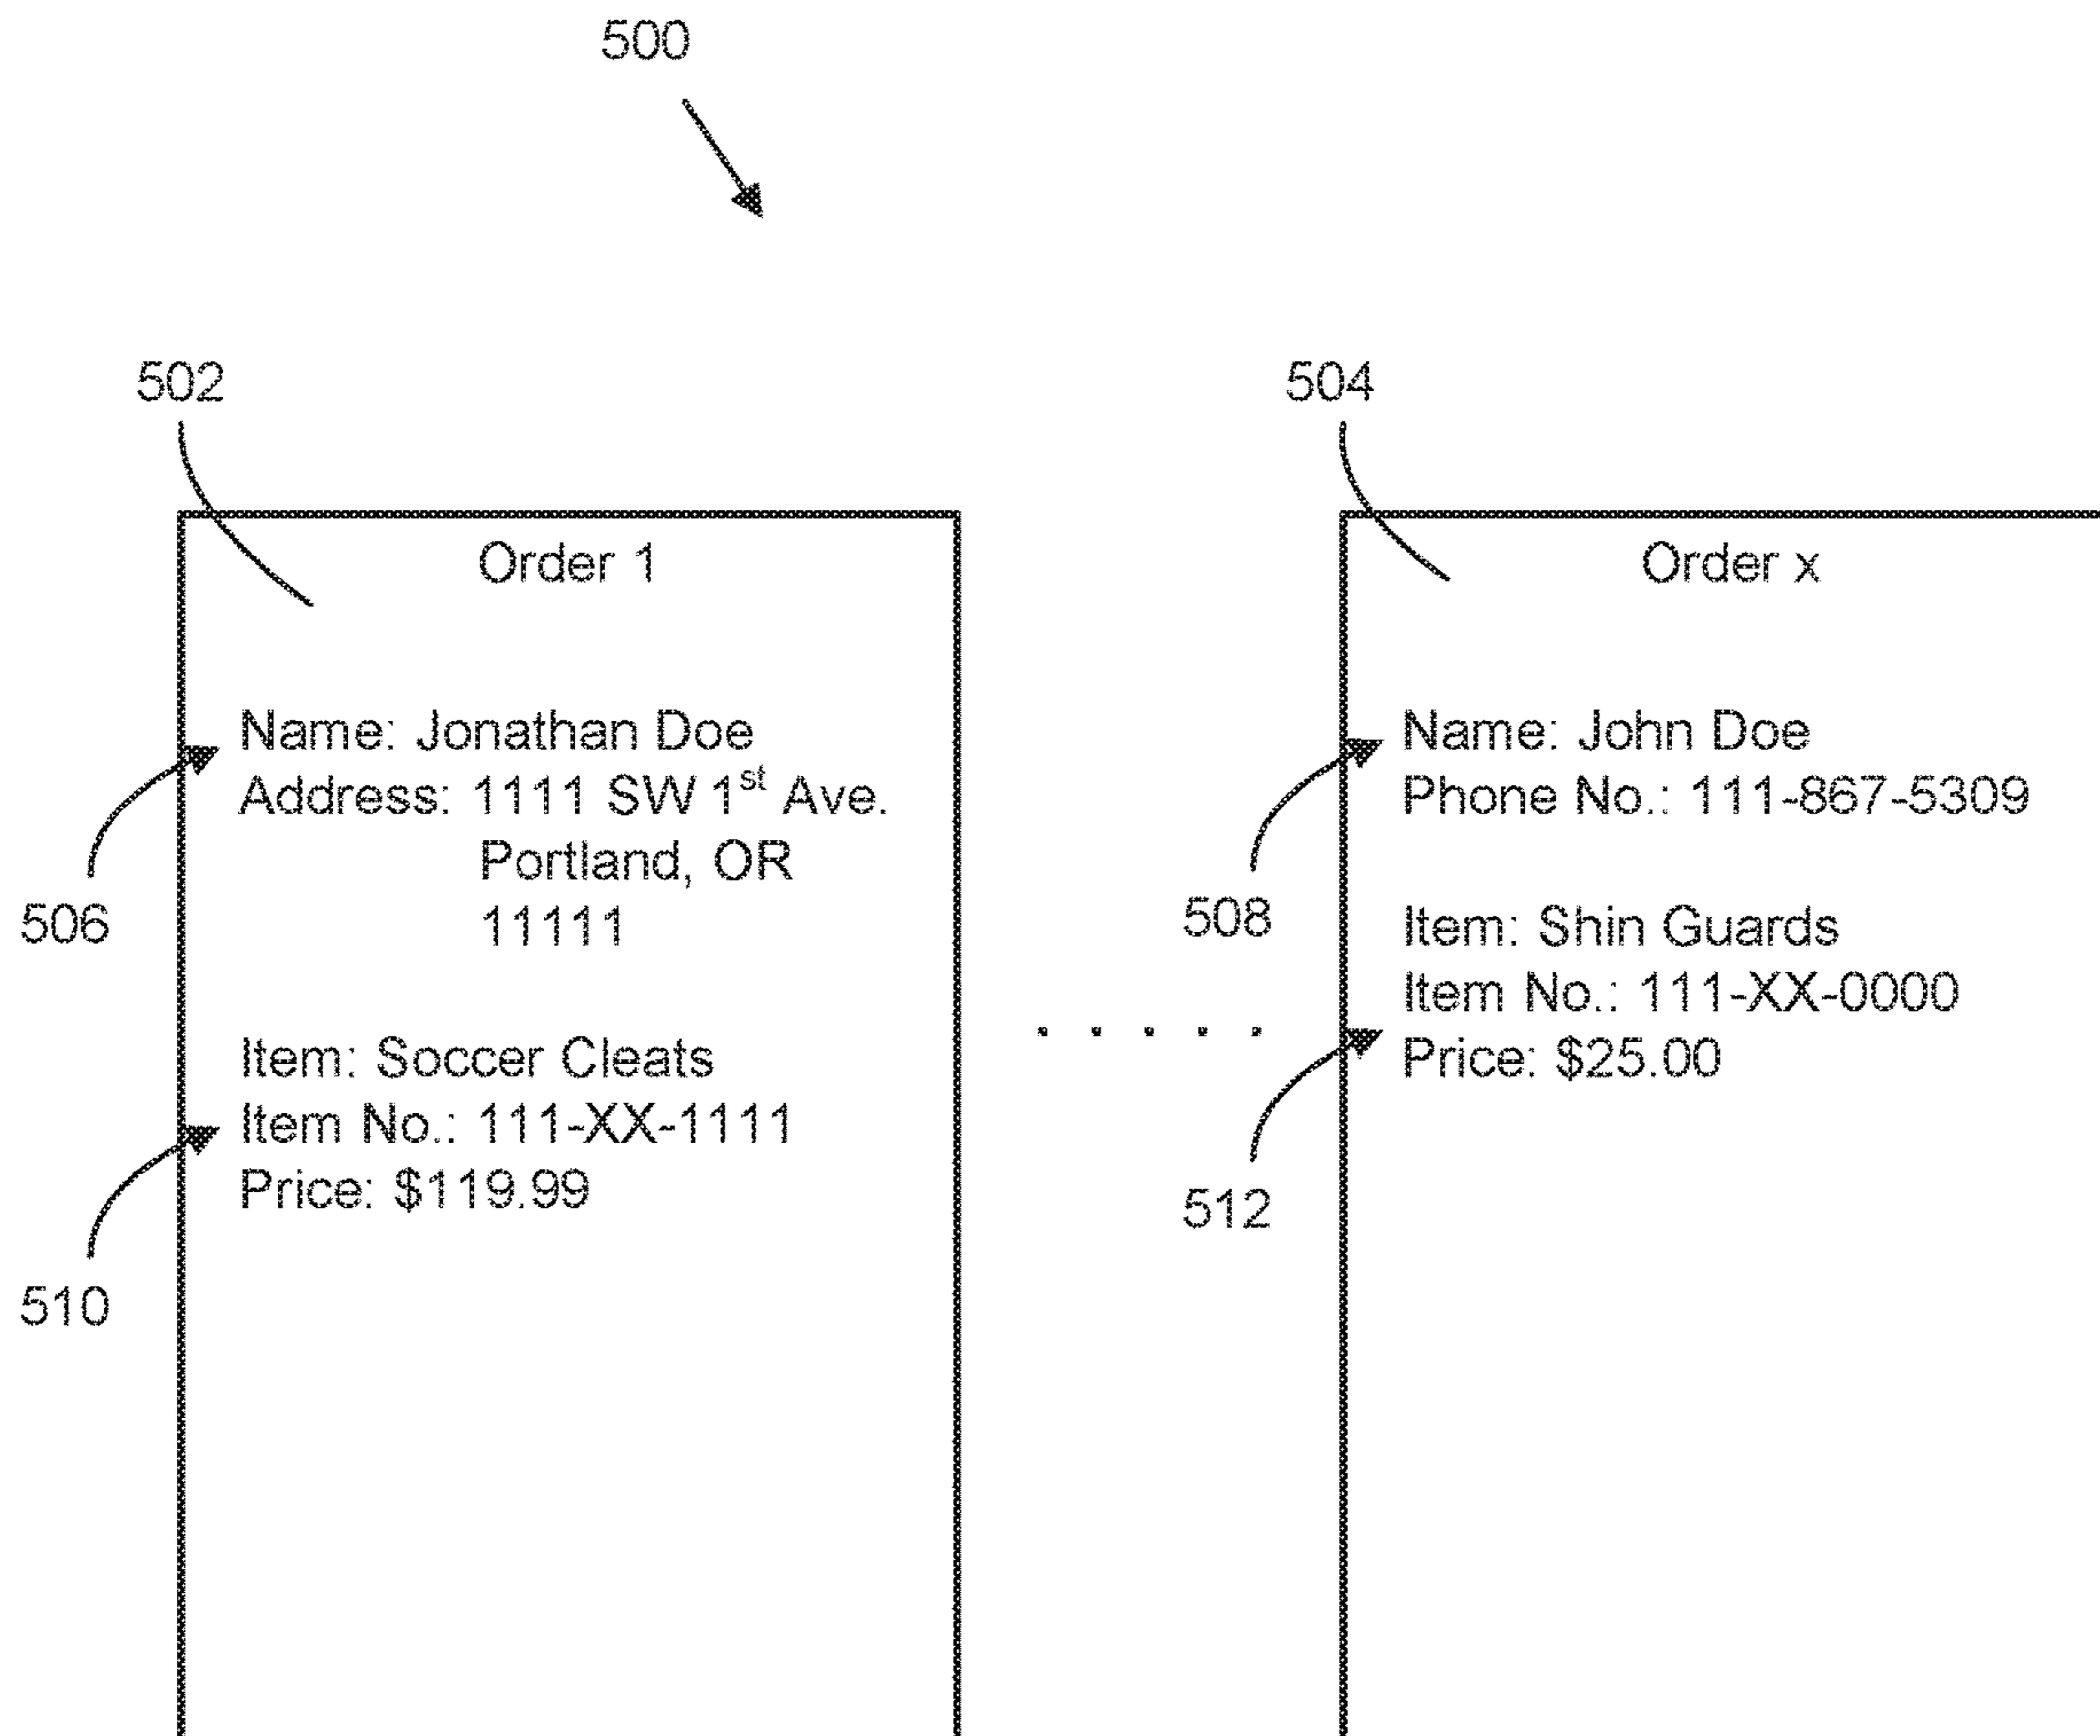 500
502
Order 1
Name: Jonathan Doe
Address: 1111 SW 1st Ave.
Portland, OR
11111
506
Item: Soccer Cleats
Item No.: 111-XX-1111
Price: $119.99
510
. . . . .
504
Order x
Name: John Doe
Phone No.: 111-867-5309
508
Item: Shin Guards
Item No.: 111-XX-0000
Price: $25.00
512